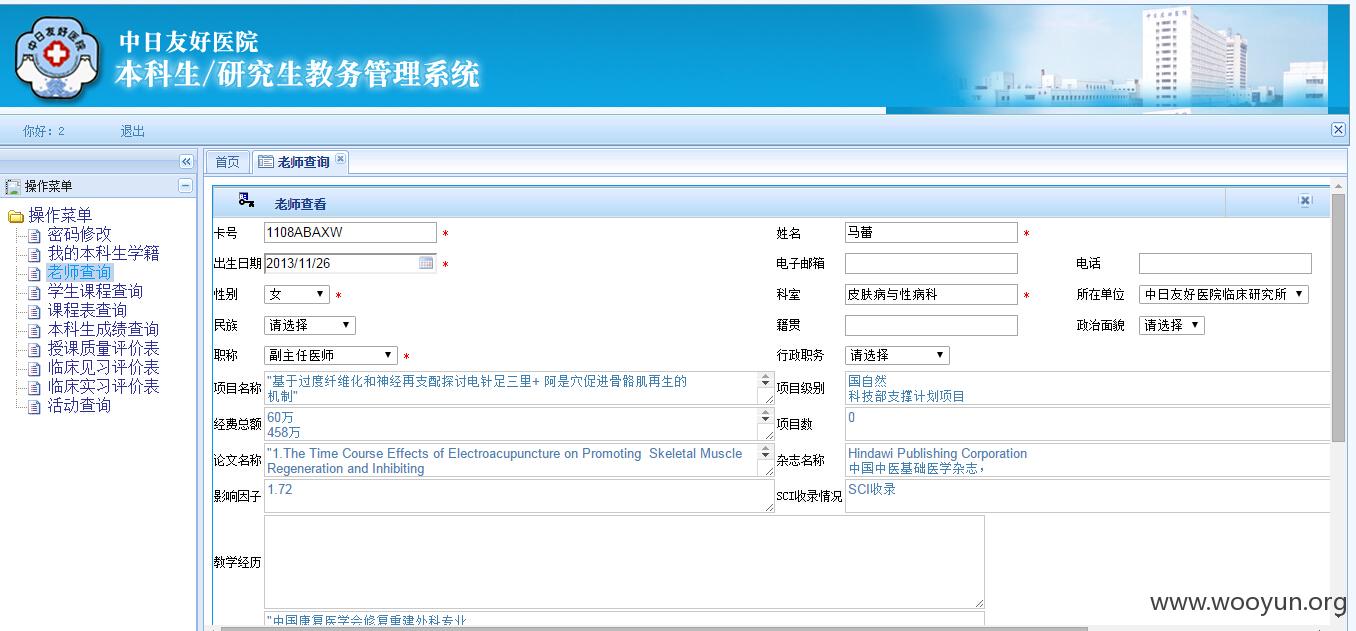 中日友好医院
中日友好医院
本科生/研究生教务管理系统
你好：2 退出
首页 老师查询
操作菜单
操作菜单
密码修改
我的本科生学籍
老师查询
学生课程查询
课程表查询
本科生成绩查询
授课质量评价表
临床见习评价表
临床实习评价表
活动查询
老师查看
卡号 1108ABAXW * 姓名 马蕾 *
出生日期 2013/11/26 * 电子邮箱 电话
性别 女 * 科室 皮肤病与性病科 * 所在单位 中日友好医院临床研究所
民族 请选择 籍贯 政治面貌 请选择
职称 副主任医师 * 行政职务 请选择
项目名称 "基于过度纤维化和神经再支配探讨电针足三里+ 阿是穴促进骨骼肌再生的
机制" 项目级别 国自然
科技部支撑计划项目
经费总额 60万
458万 项目数 0
论文名称 "1.The Time Course Effects of Electroacupuncture on Promoting Skeletal Muscle
Regeneration and Inhibiting 杂志名称 Hindawi Publishing Corporation
中国中医基础医学杂志，
影响因子 1.72 SCI收录情况 SCI收录
教学经历
"中国康复医学会修复重建外科专业
www.wooyun.org